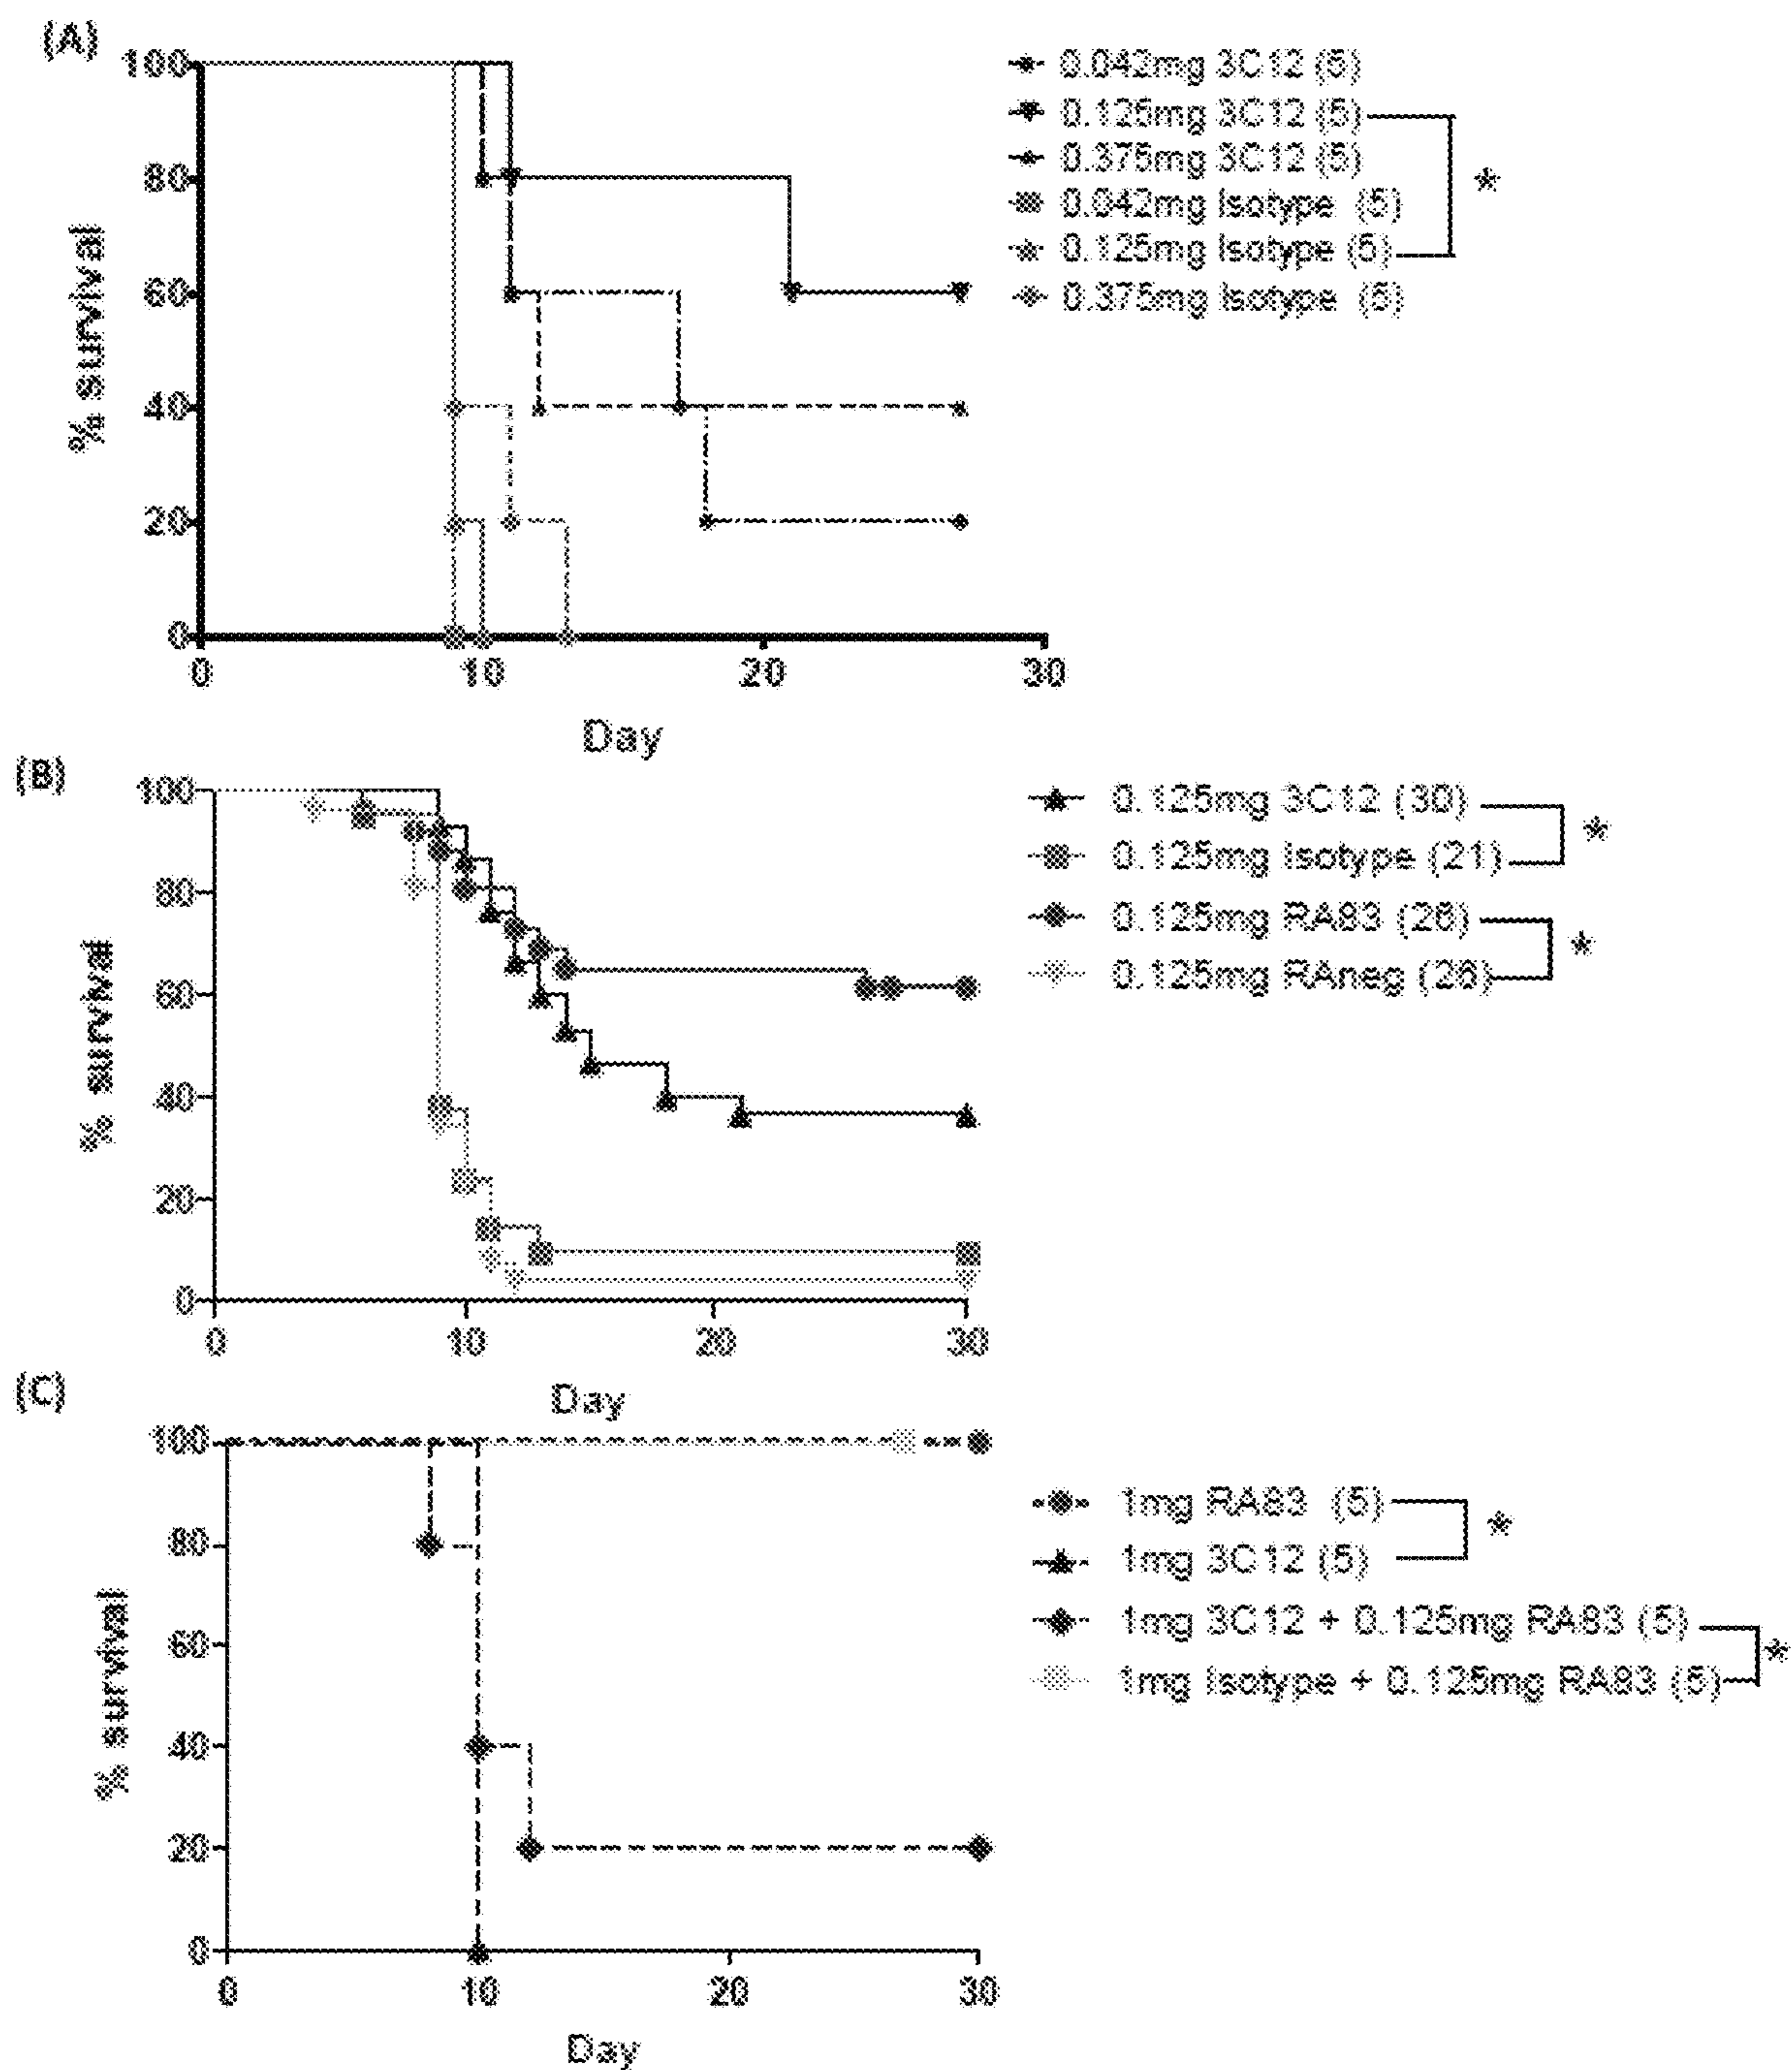 (A)
100
80
60
40
20
0
% survival
0 10 20 30
Day
0.042mg 3C12 (5)
0.125mg 3C12 (5)
0.375mg 3C12 (5)
0.042mg Isotype (5)
0.125mg Isotype (5)
0.375mg Isotype (5)
*
(B)
100
80
60
40
20
0
% survival
0 10 20 30
Day
0.125mg 3C12 (30)
0.125mg Isotype (21)
0.125mg RA83 (26)
0.125mg RAneg (26)
*
*
(C)
100
80
60
40
20
0
% survival
0 10 20 30
Day
1mg RA83 (5)
1mg 3C12 (5)
1mg 3C12 + 0.125mg RA83 (5)
1mg Isotype + 0.125mg RA83 (5)
*
*